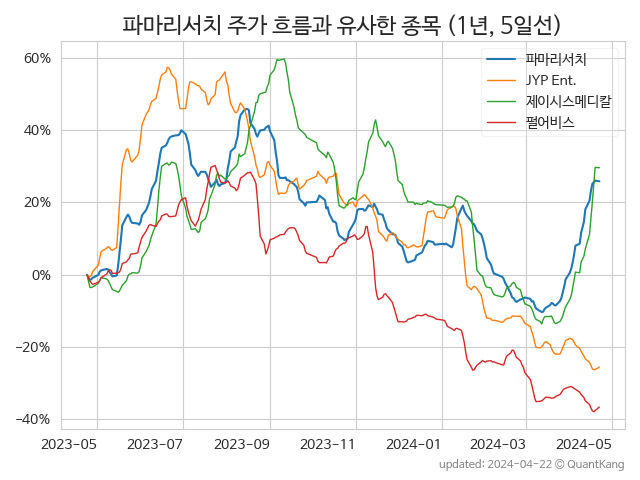 파마리서치 주가 흐름과 유사한 종목 (1년, 5일선)
파마리서치
JYP Ent.
제이시스메디칼
펄어비스
60%
40%
20%
0%
−20%
−40%
2023-05 2023-07 2023-09 2023-11 2024-01 2024-03 2024-05
updated: 2024-04-22 © QuantKang